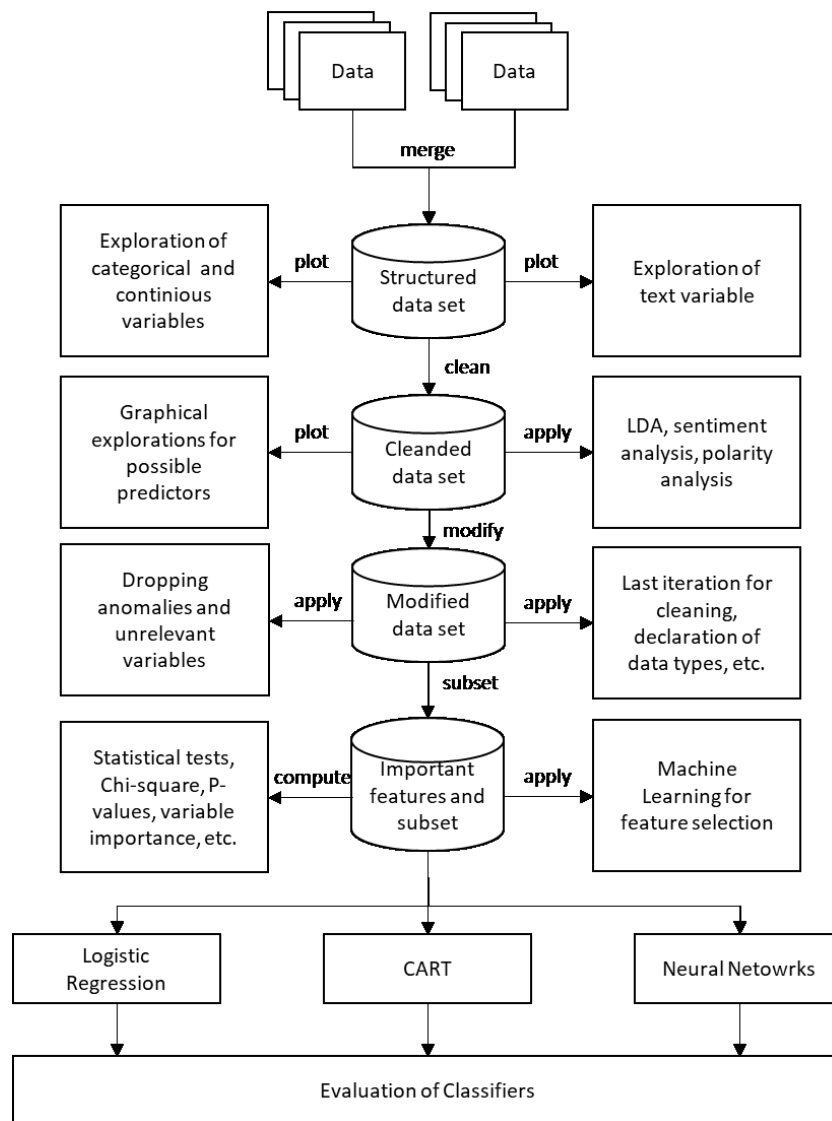 Data
Data
merge
Exploration of
categorical and
continious
variables
plot
Structured
data set
plot
Exploration of
text variable
clean
Graphical
explorations for
possible
predictors
plot
Cleanded
data set
apply
LDA, sentiment
analysis, polarity
analysis
modify
Dropping
anomalies and
unrelevant
variables
apply
Modified
data set
apply
Last iteration for
cleaning,
declaration of
data types, etc.
subset
Statistical tests,
Chi-square, P-
values, variable
importance, etc.
compute
Important
features and
subset
apply
Machine
Learning for
feature selection
Logistic
Regression
CART
Neural Netowrks
Evaluation of Classifiers